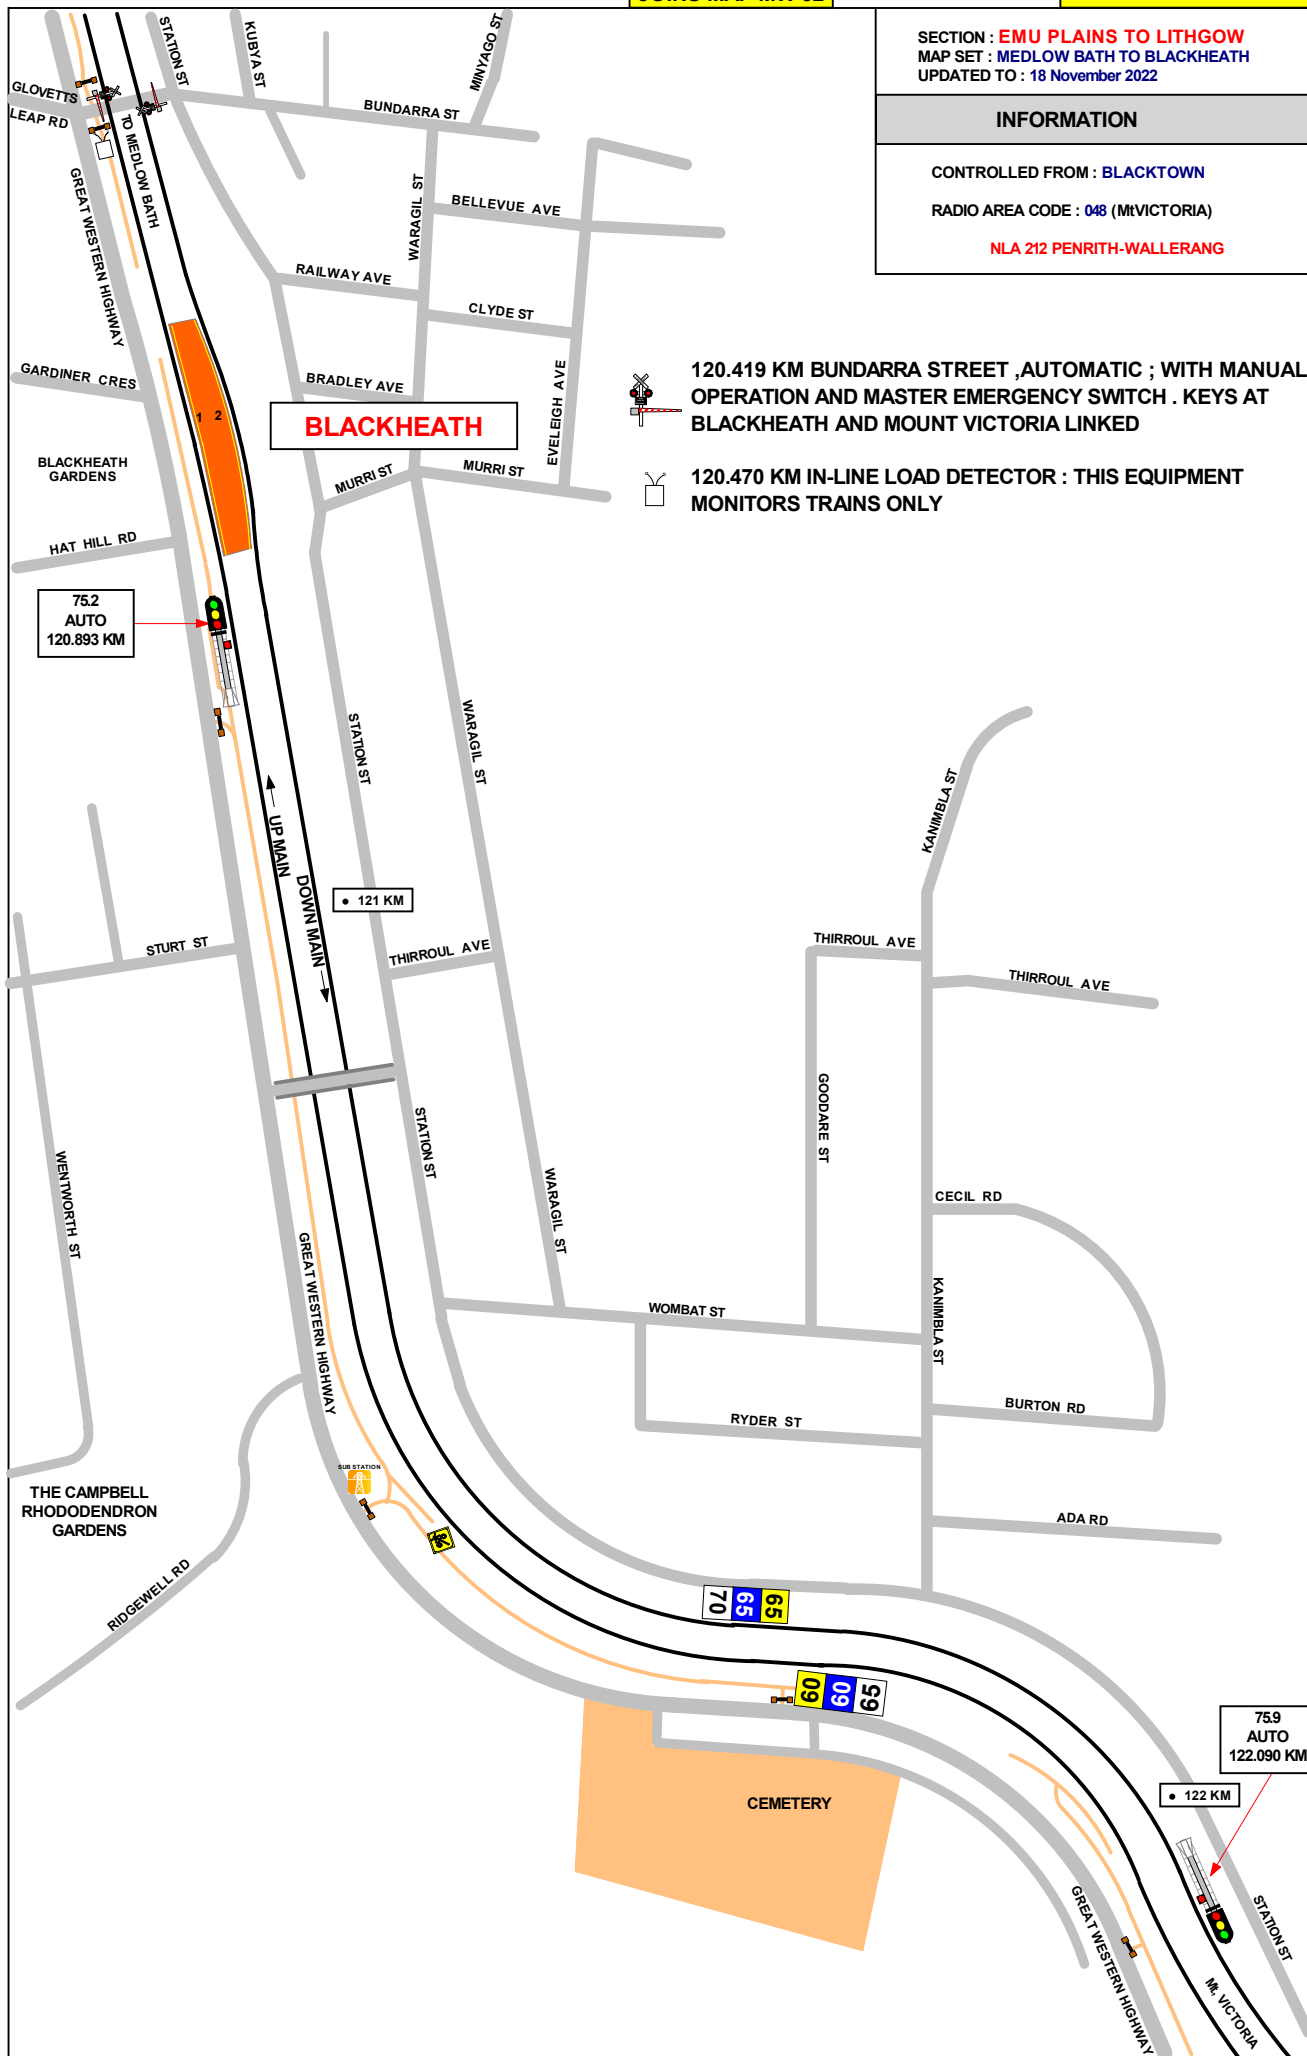 SECTION : EMU PLAINS TO LITHGOW
MAP SET : MEDLOW BATH TO BLACKHEATH
UPDATED TO : 18 November 2022
INFORMATION
CONTROLLED FROM : BLACKTOWN
RADIO AREA CODE : 048 (MtVICTORIA)
NLA 212 PENRITH-WALLERANG
STATION ST
KUBYA ST
MINYAGO ST
GLOVETTS
LEAP RD
BUNDARRA ST
TO MEDLOW BATH
GREAT WESTERN HIGHWAY
WARAGIL ST
BELLEVUE AVE
RAILWAY AVE
CLYDE ST
GARDINER CRES
BRADLEY AVE
EVELEIGH AVE
120.419 KM BUNDARRA STREET ,AUTOMATIC ; WITH MANUAL
OPERATION AND MASTER EMERGENCY SWITCH . KEYS AT
BLACKHEATH AND MOUNT VICTORIA LINKED
1 2
BLACKHEATH
BLACKHEATH
GARDENS
MURRI ST
MURRI ST
120.470 KM IN-LINE LOAD DETECTOR : THIS EQUIPMENT
MONITORS TRAINS ONLY
HAT HILL RD
75.2
AUTO
120.893 KM
STATION ST
WARAGIL ST
KANIMBLA ST
UP MAIN
DOWN MAIN
• 121 KM
STURT ST
THIRROUL AVE
THIRROUL AVE
THIRROUL AVE
GOODARE ST
STATION ST
WENTWORTH ST
WARAGIL ST
CECIL RD
GREAT WESTERN HIGHWAY
WOMBAT ST
KANIMBLA ST
BURTON RD
RYDER ST
SUB STATION
THE CAMPBELL
RHODODENDRON
GARDENS
ADA RD
RIDGEWELL RD
70 65 65
60 60 65
75.9
AUTO
122.090 KM
• 122 KM
CEMETERY
GREAT WESTERN HIGHWAY
STATION ST
Mt. VICTORIA